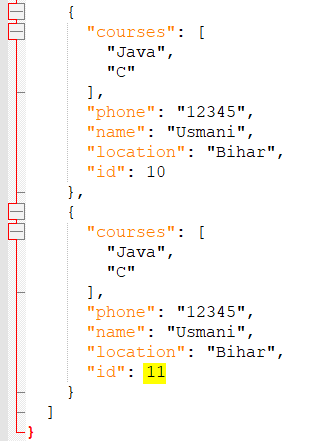 {
"courses": [
"Java",
"C"
],
"phone": "12345",
"name": "Usmani",
"location": "Bihar",
"id": 10
},
{
"courses": [
"Java",
"C"
],
"phone": "12345",
"name": "Usmani",
"location": "Bihar",
"id": 11
}
]
}